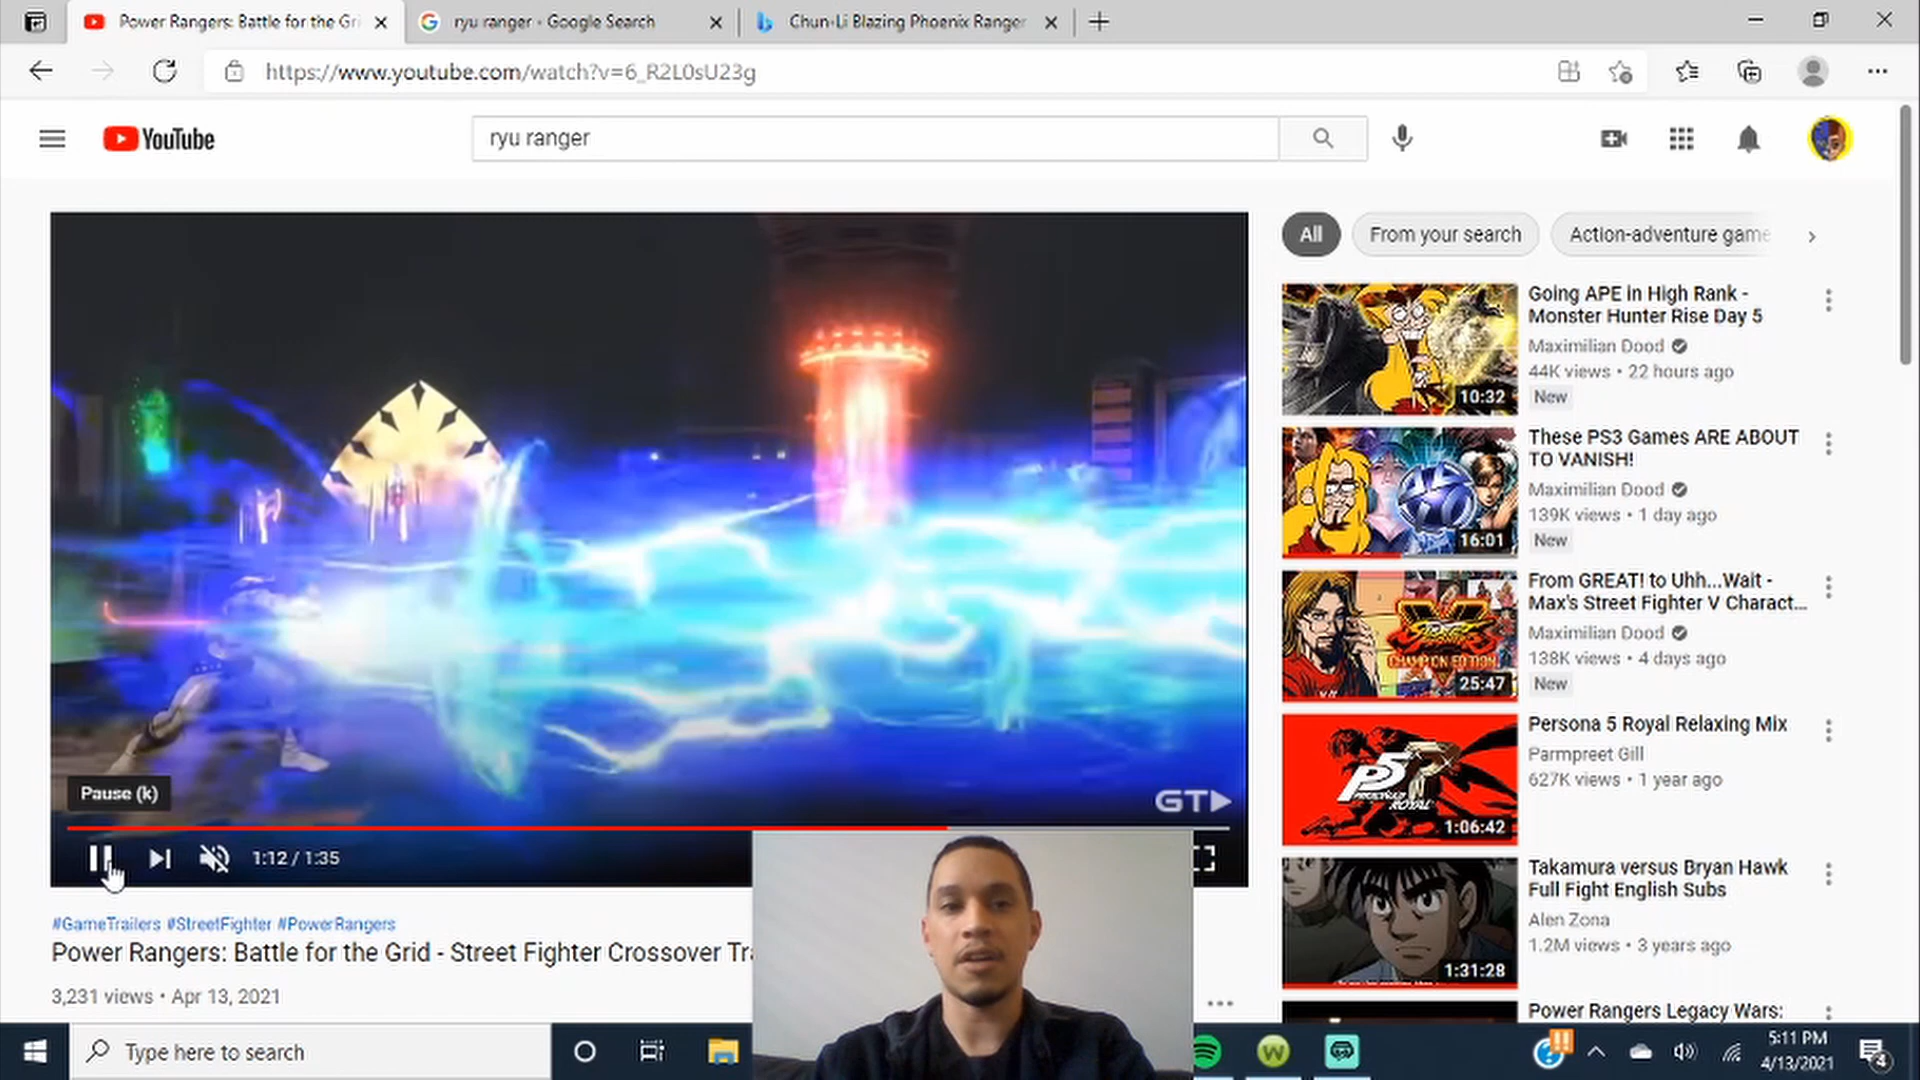 Power Rangers: Battle for the Gri
ryu ranger - Google Search
Chun-Li Blazing Phoenix Ranger
https://www.youtube.com/watch?v=6_R2L0sU23g
YouTube
ryu ranger
All
From your search
Action-adventure game
Going APE in High Rank -
Monster Hunter Rise Day 5
Maximilian Dood
44K views • 22 hours ago
New
10:32
These PS3 Games ARE ABOUT
TO VANISH!
Maximilian Dood
139K views • 1 day ago
New
16:01
From GREAT! to Uhh...Wait -
Max's Street Fighter V Charact...
Maximilian Dood
138K views • 4 days ago
New
CHAMPION EDITION
25:47
Persona 5 Royal Relaxing Mix
Parmpreet Gill
627K views • 1 year ago
P5
ROYAL
1:06:42
Takamura versus Bryan Hawk
Full Fight English Subs
Alen Zona
1.2M views • 3 years ago
1:31:28
Power Rangers Legacy Wars:
GT
Pause (k)
1:12 / 1:35
#GameTrailers #StreetFighter #PowerRangers
Power Rangers: Battle for the Grid - Street Fighter Crossover Tra
3,231 views • Apr 13, 2021
Type here to search
W
5:11 PM
4/13/2021
4